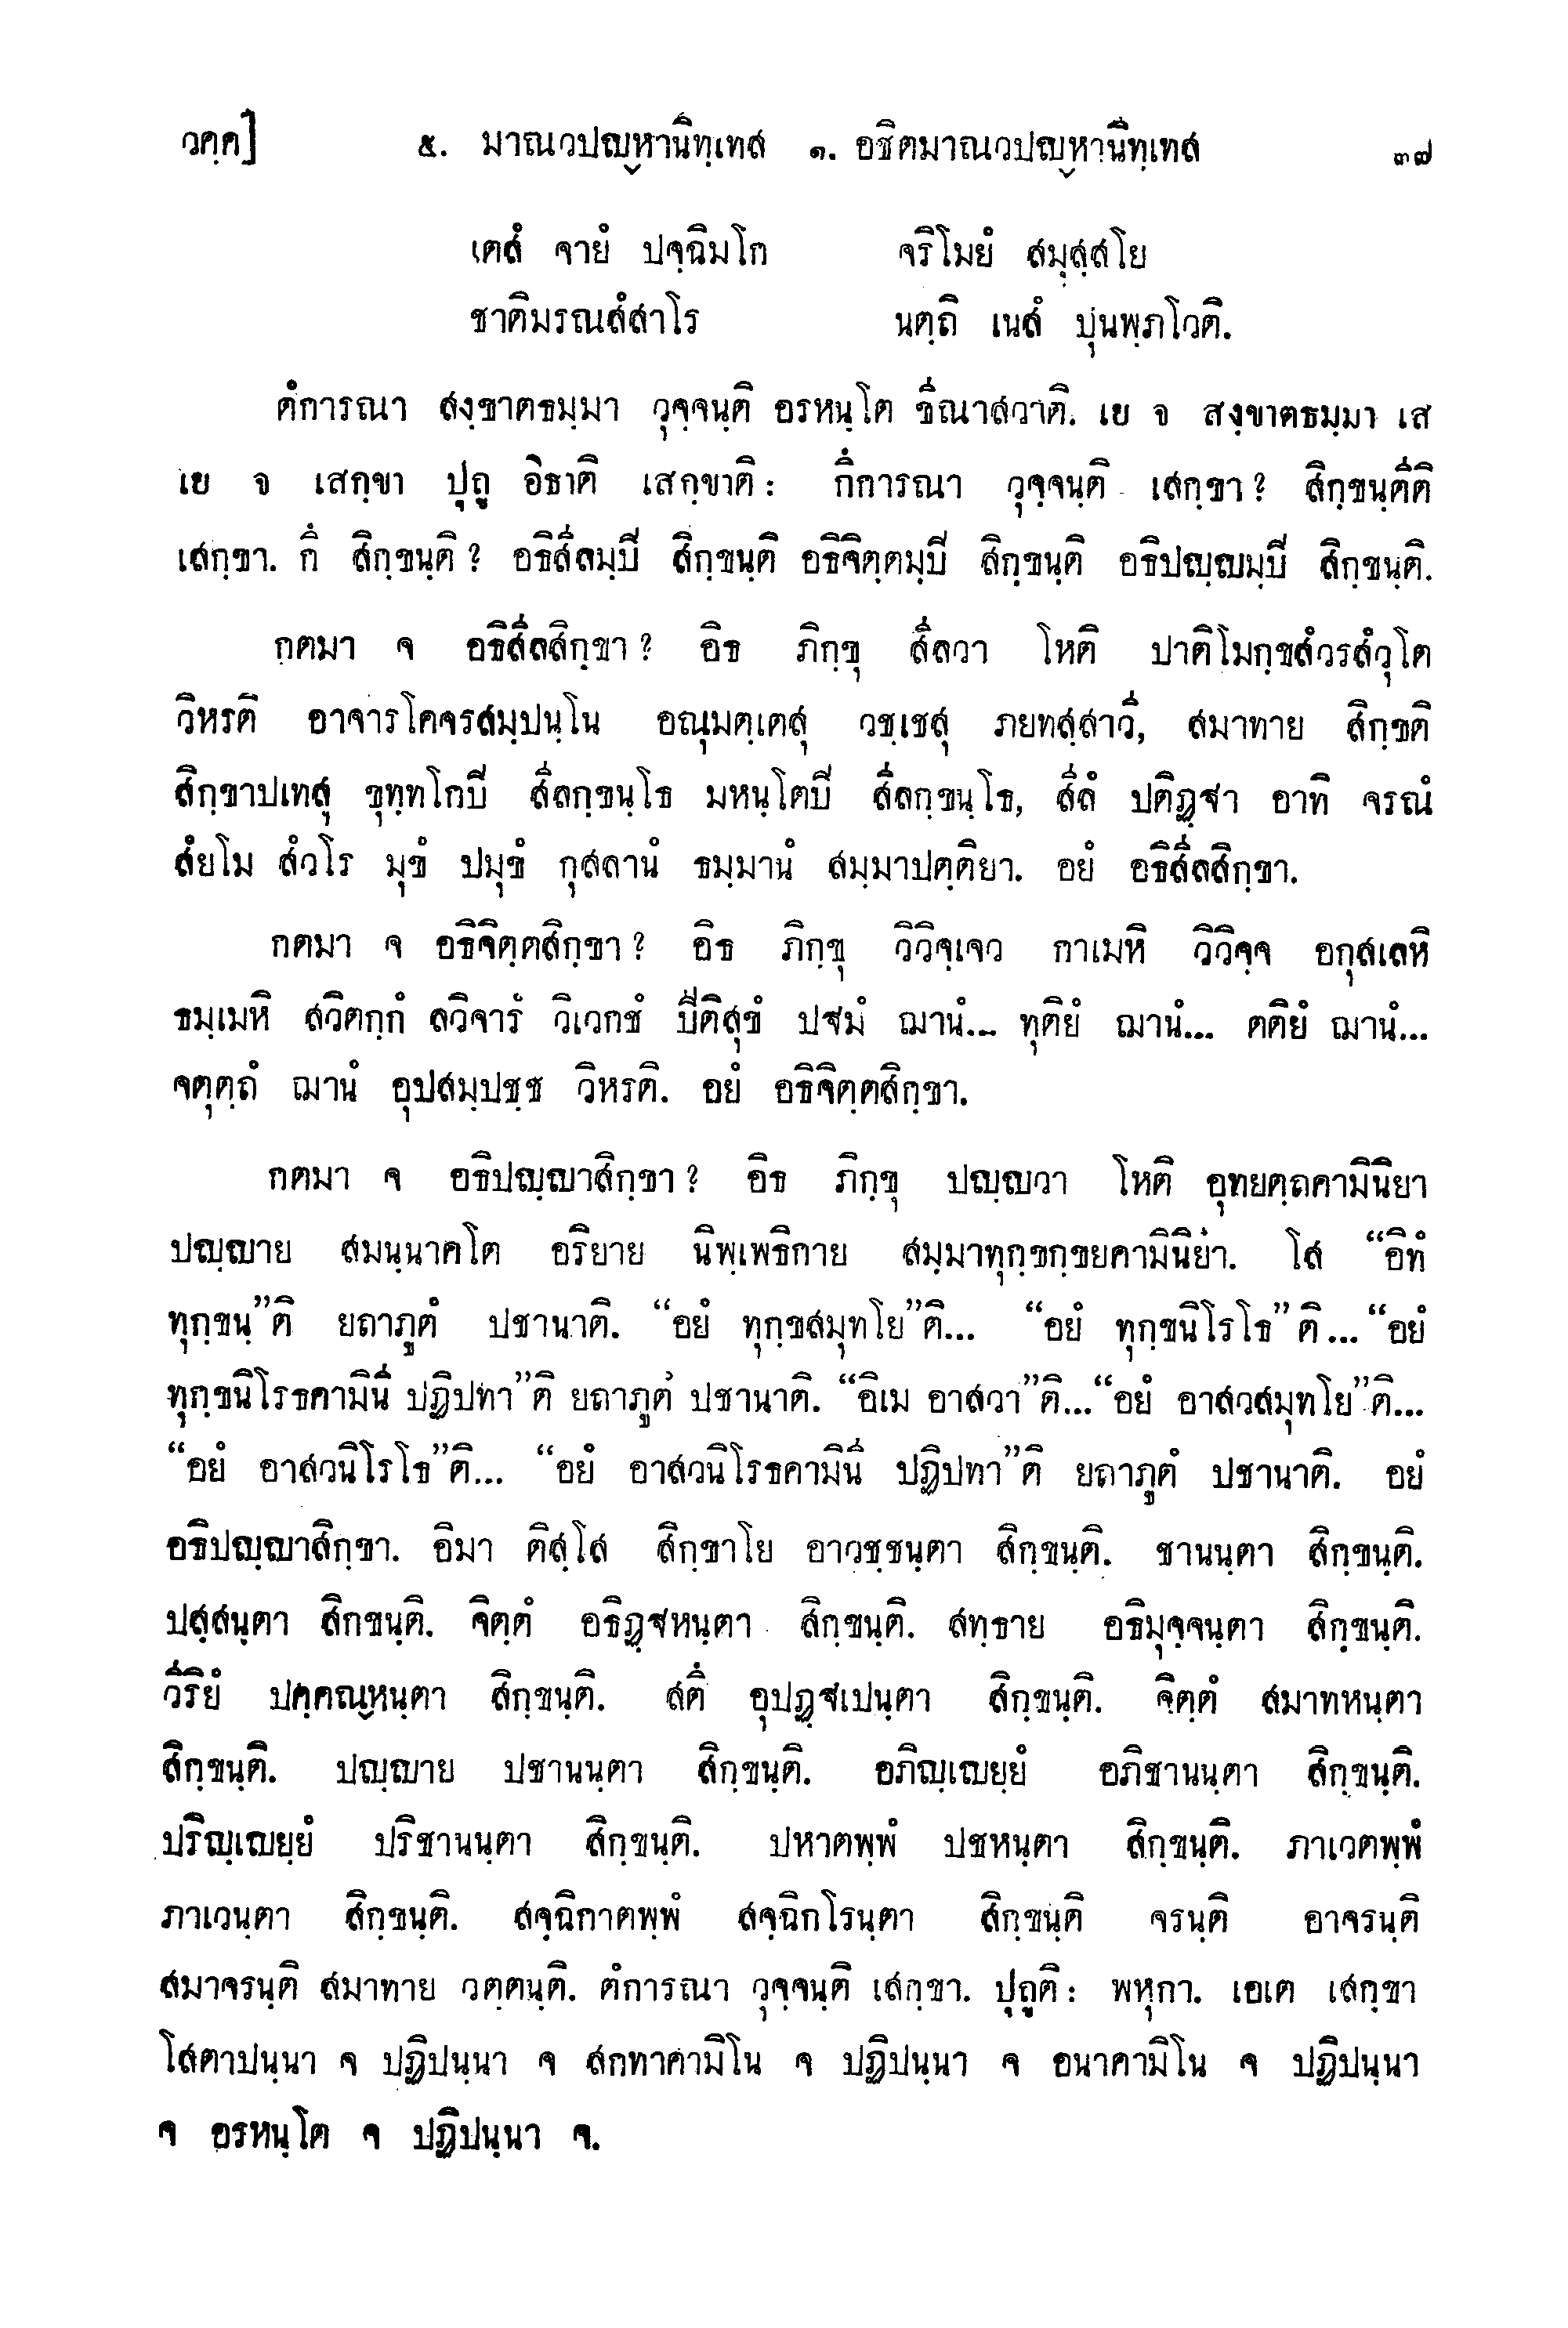 วคฺค]	๕. มาณวปญฺหานิทฺเทส ๑. อชิตมาณวปญฺหานิทฺเทส	๓๗
เตสํ จายํ ปจฺฉิมโก	จริโมยํ สมุสฺสโย
ชาติมรณสํสาโร	นตฺถิ เนสํ ปุนพฺภโวติ.
ตํการณา สงฺขาตธมฺมา วุจฺจนฺติ อรหนฺโต ขีณาสวาติ. เย จ สงฺขาตธมฺมา เส
เย จ เสกฺขา ปุถู อิธาติ เสกฺขาติ: กึการณา วุจฺจนฺติ เสกฺขา? สิกฺขนฺตีติ
เสกฺขา. กึ สิกฺขนฺติ? อธิสีลมฺปิ สิกฺขนฺติ อธิจิตฺตมฺปิ สิกฺขนฺติ อธิปญฺญมฺปิ สิกฺขนฺติ.
กตมา จ อธิสีลสิกฺขา? อิธ ภิกฺขุ สีลวา โหติ ปาติโมกฺขสํวรสํวุโต
วิหรติ อาจารโคจรสมฺปนฺโน อณุมตฺเตสุ วชฺเชสุ ภยทสฺสาวี, สมาทาย สิกฺขติ
สิกฺขาปเทสุ ขุทฺทโกปิ สีลกฺขนฺโธ มหนฺโตปิ สีลกฺขนฺโธ, สีลํ ปติฏฺฐา อาทิ จรณํ
สํยโม สํวโร มุขํ ปมุขํ กุสลานํ ธมฺมานํ สมฺมาปตฺติยา. อยํ อธิสีลสิกฺขา.
กตมา จ อธิจิตฺตสิกฺขา? อิธ ภิกฺขุ วิวิจฺเจว กาเมหิ วิวิจฺจ อกุสเลหิ
ธมฺเมหิ สวิตกฺกํ สวิจารํ วิเวกชํ ปีติสุขํ ปฐมํ ฌานํ... ทุติยํ ฌานํ... ตติยํ ฌานํ...
จตุตฺถํ ฌานํ อุปสมฺปชฺช วิหรติ. อยํ อธิจิตฺตสิกฺขา.
กตมา จ อธิปญฺญาสิกฺขา? อิธ ภิกฺขุ ปญฺญวา โหติ อุทยตฺถคามินิยา
ปญฺญาย สมนฺนาคโต อริยาย นิพฺเพธิกาย สมฺมาทุกฺขกฺขยคามินิยา. โส “อิทํ
ทุกฺขนฺ”ติ ยถาภูตํ ปชานาติ. “อยํ ทุกฺขสมุทโย”ติ... “อยํ ทุกฺขนิโรโธ”ติ... “อยํ
ทุกฺขนิโรธคามินี ปฏิปทา”ติ ยถาภูตํ ปชานาติ. “อิเม อาสวา”ติ... “อยํ อาสวสมุทโย”ติ...
“อยํ อาสวนิโรโธ”ติ... “อยํ อาสวนิโรธคามินี ปฏิปทา”ติ ยถาภูตํ ปชานาติ. อยํ
อธิปญฺญาสิกฺขา. อิมา ติสฺโส สิกฺขาโย อาวชฺชนฺตา สิกฺขนฺติ. ชานนฺตา สิกฺขนฺติ.
ปสฺสนฺตา สิกขนฺติ. จิตฺตํ อธิฏฺฐหนฺตา สิกฺขนฺติ. สทฺธาย อธิมุจฺจนฺตา สิกฺขนฺติ.
วีริยํ ปคฺคณฺหนฺตา สิกฺขนฺติ. สตึ อุปฏฺฐเปนฺตา สิกฺขนฺติ. จิตฺตํ สมาทหนฺตา
สิกฺขนฺติ. ปญฺญาย ปชานนฺตา สิกฺขนฺติ. อภิญฺเญยฺยํ อภิชานนฺตา สิกฺขนฺติ.
ปริญฺเญยฺยํ ปริชานนฺตา สิกฺขนฺติ. ปหาตพฺพํ ปชหนฺตา สิกฺขนฺติ. ภาเวตพฺพํ
ภาเวนฺตา สิกฺขนฺติ. สจฺฉิกาตพฺพํ สจฺฉิกโรนฺตา สิกฺขนฺติ จรนฺติ อาจรนฺติ
สมาจรนฺติ สมาทาย วตฺตนฺติ. ตํการณา วุจฺจนฺติ เสกฺขา. ปุถูติ: พหุกา. เอเต เสกฺขา
โสตาปนฺนา จ ปฏิปนฺนา จ สกทาคามิโน จ ปฏิปนฺนา จ อนาคามิโน จ ปฏิปนฺนา
จ อรหนฺโต จ ปฏิปนฺนา จ.